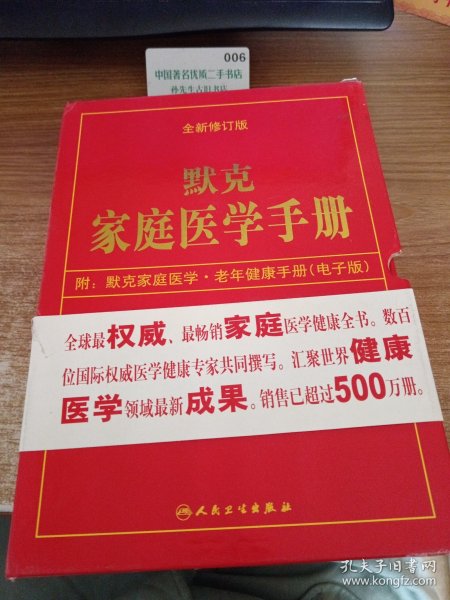 006
中国著名优质二手书店
孙先生古旧书店
全新修订版
默克
家庭医学手册
附：默克家庭医学·老年健康手册（电子版）
全球最权威、最畅销家庭医学健康全书。数百
位国际权威医学健康专家共同撰写。汇聚世界健康
医学领域最新成果。销售已超过500万册。
人民卫生出版社
孔夫子旧书网
www.kongfz.com